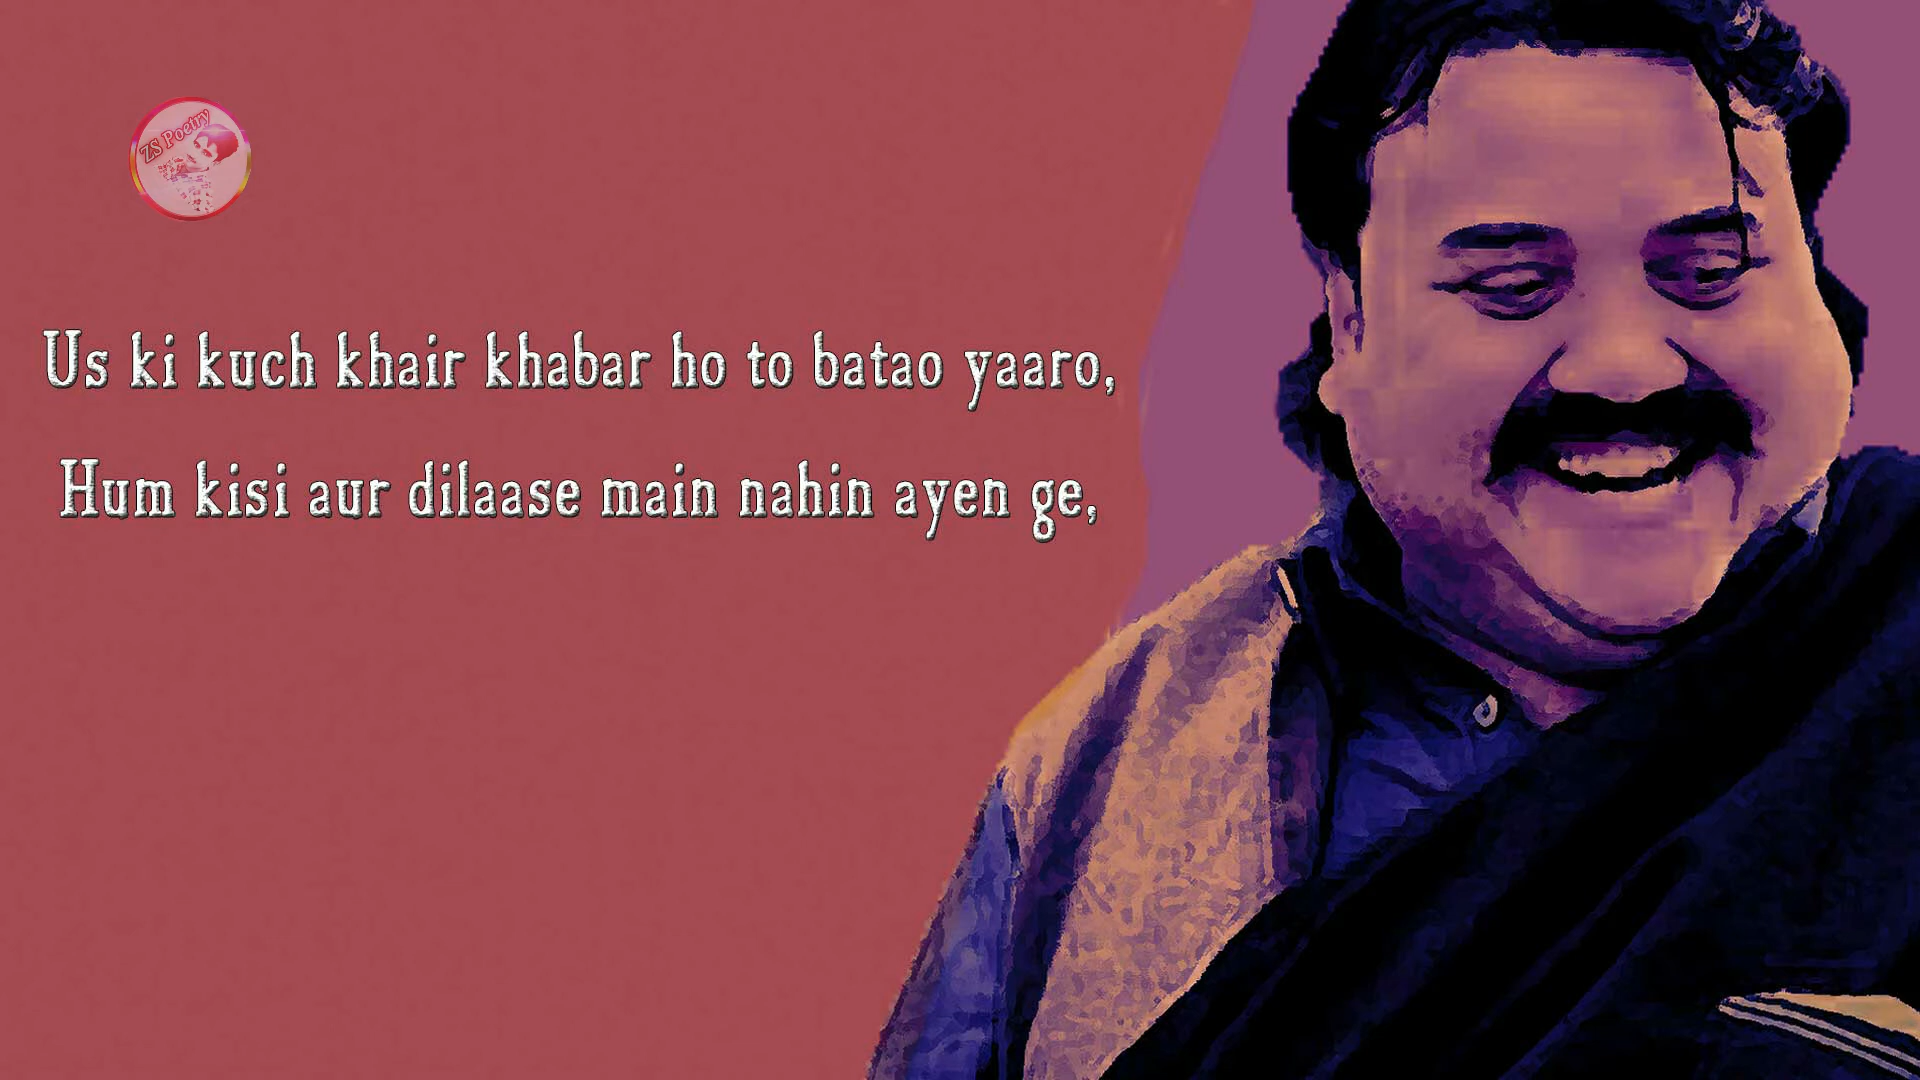 ZS Poetry
Us ki kuch khair khabar ho to batao yaaro,
Hum kisi aur dilaase main nahin ayen ge,